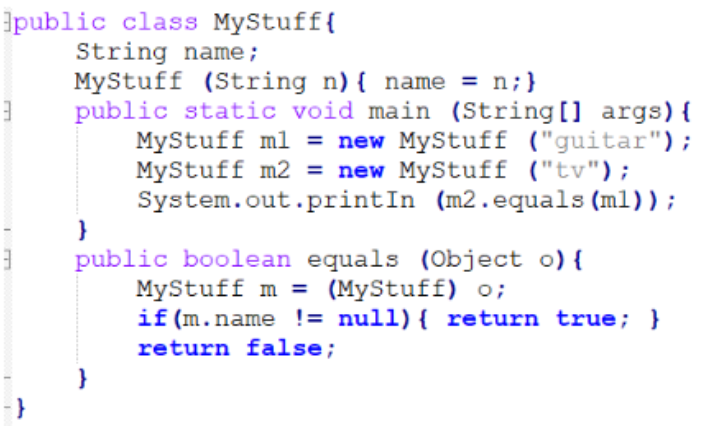 public class MyStuff{
String name;
MyStuff (String n){ name = n;}
public static void main (String[] args){
MyStuff m1 = new MyStuff ("guitar");
MyStuff m2 = new MyStuff ("tv");
System.out.printIn (m2.equals(m1));
}
public boolean equals (Object o){
MyStuff m = (MyStuff) o;
if(m.name != null){ return true; }
return false;
}
}